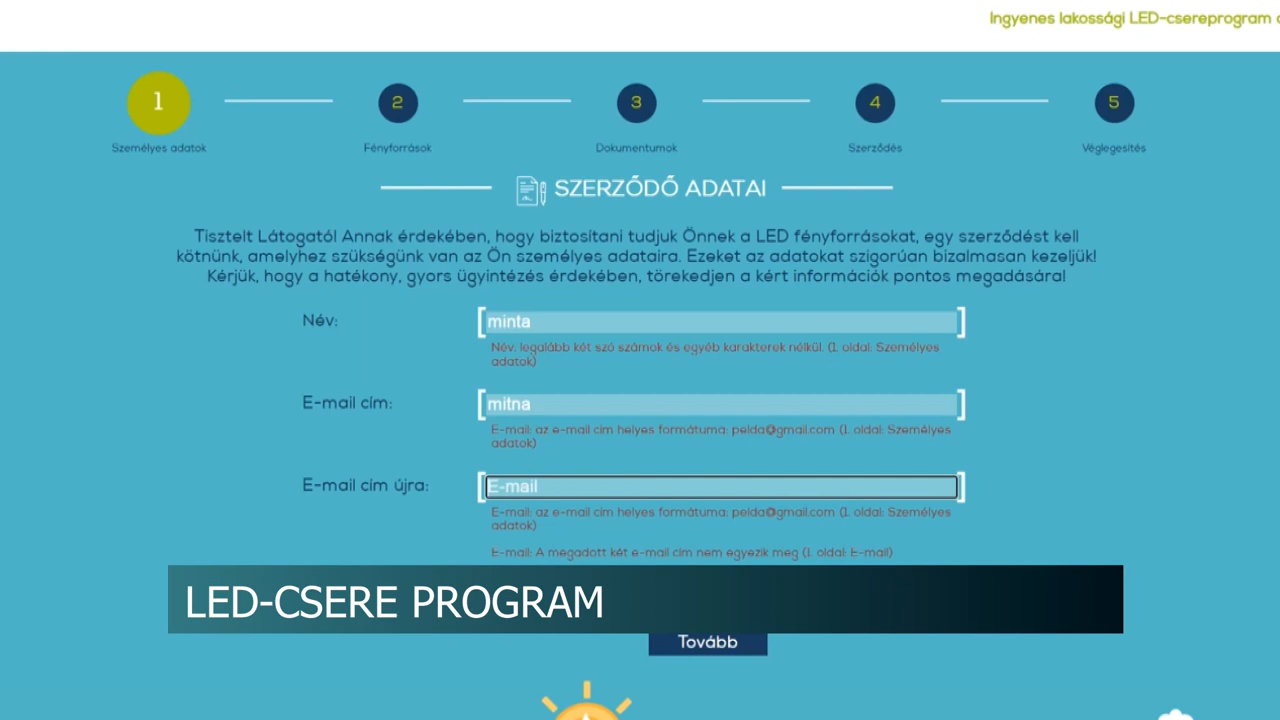 Ingyenes lakossági LED-csereprogram
1
2
3
4
5
Személyes adatok
Fényforrások
Dokumentumok
Szerződés
Véglegesítés
SZERZŐDŐ ADATAI
Tisztelt Látogató! Annak érdekében, hogy biztosítani tudjuk Önnek a LED fényforrásokat, egy szerződést kell
kötnünk, amelyhez szükségünk van az Ön személyes adataira. Ezeket az adatokat szigorúan bizalmasan kezeljük!
Kérjük, hogy a hatékony, gyors ügyintézés érdekében, törekedjen a kért információk pontos megadására!
Név:
minta
Név: legalább két szó számok és egyéb karakterek nélkül. (1. oldal: Személyes
adatok)
E-mail cím:
mitna
E-mail: az e-mail cím helyes formátuma: pelda@gmail.com (1. oldal: Személyes
adatok)
E-mail cím újra:
E-mail
E-mail: az e-mail cím helyes formátuma: pelda@gmail.com (1. oldal: Személyes
adatok)
E-mail: A megadott két e-mail cím nem egyezik meg (1. oldal: E-mail)
LED-CSERE PROGRAM
Tovább